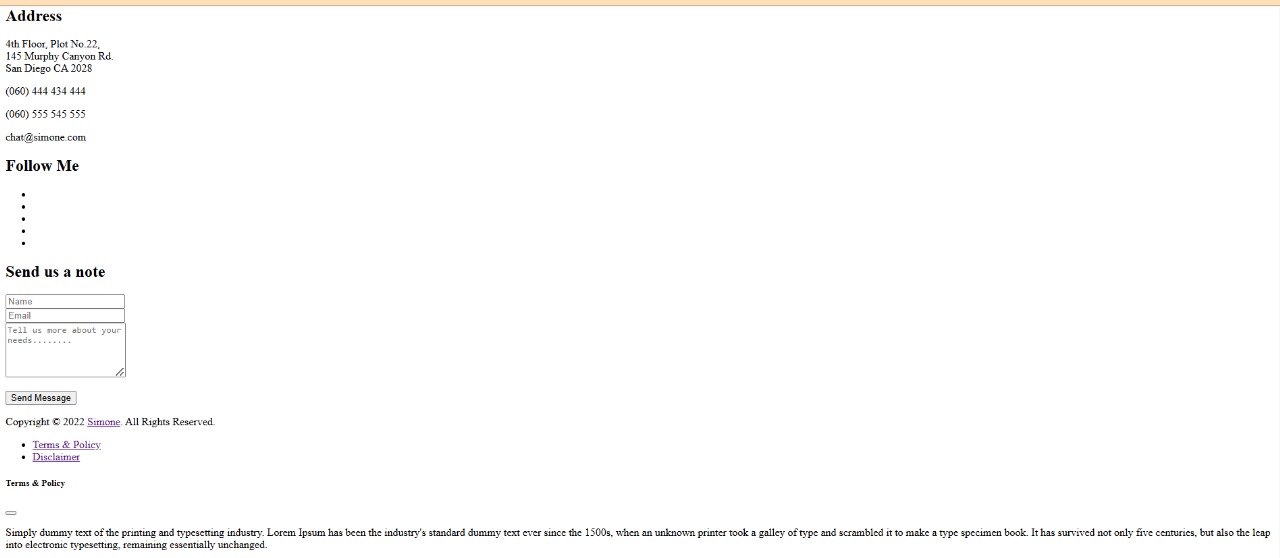 Address
4th Floor, Plot No.22,
145 Murphy Canyon Rd.
San Diego CA 2028
(060) 444 434 444
(060) 555 545 555
chat@simone.com
Follow Me
Send us a note
Name
Email
Tell us more about your
needs........
Send Message
Copyright © 2022 Simone. All Rights Reserved.
Terms & Policy
Disclaimer
Terms & Policy
Simply dummy text of the printing and typesetting industry. Lorem Ipsum has been the industry's standard dummy text ever since the 1500s, when an unknown printer took a galley of type and scrambled it to make a type specimen book. It has survived not only five centuries, but also the leap
into electronic typesetting, remaining essentially unchanged.